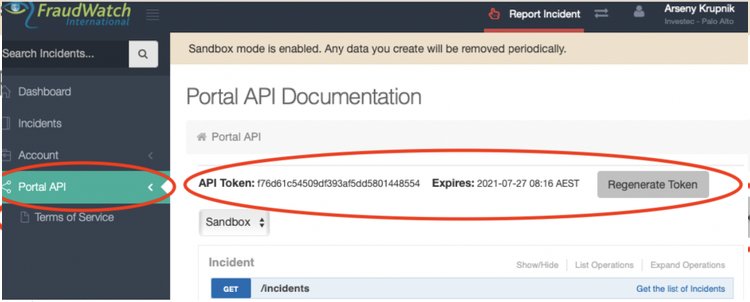 FraudWatch
International
Report Incident
Arseny Krupnik
Investec - Palo Alto
Search Incidents...
Sandbox mode is enabled. Any data you create will be removed periodically.
Dashboard
Incidents
Account
Portal API
Terms of Service
Portal API Documentation
Portal API
API Token: f76d61c54509df393af5dd5801448554 Expires: 2021-07-27 08:16 AEST Regenerate Token
Sandbox
Incident
Show/Hide List Operations Expand Operations
GET /incidents Get the list of Incidents